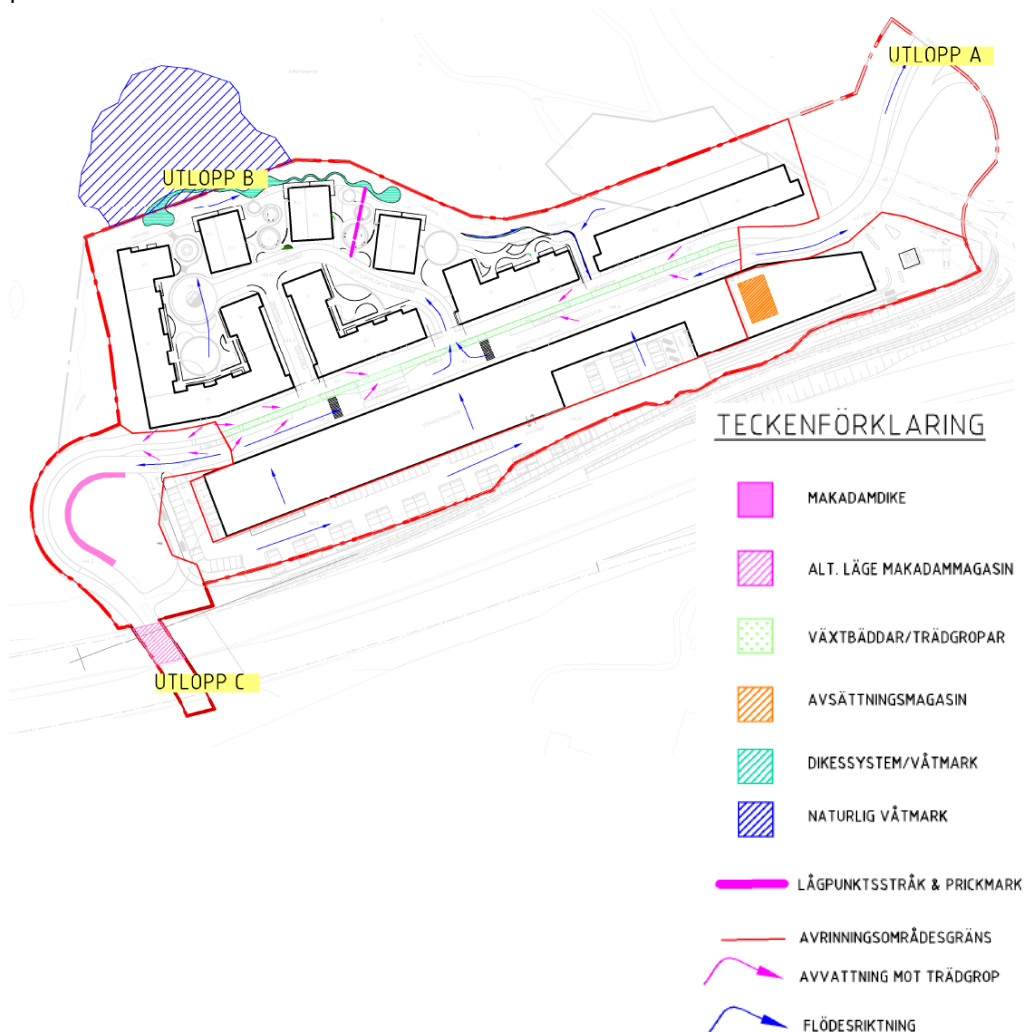 UTLOPP A
UTLOPP B
UTLOPP C
TECKENFÖRKLARING
MAKADAMDIKE
ALT. LÄGE MAKADAMMAGASIN
VÄXTBÄDDAR/TRÄDGROPAR
AVSÄTTNINGSMAGASIN
DIKESSYSTEM/VÅTMARK
NATURLIG VÅTMARK
LÅGPUNKTSSTRÅK & PRICKMARK
AVRINNINGSOMRÅDESGRÄNS
AVVATTNING MOT TRÄDGROP
FLÖDESRIKTNING